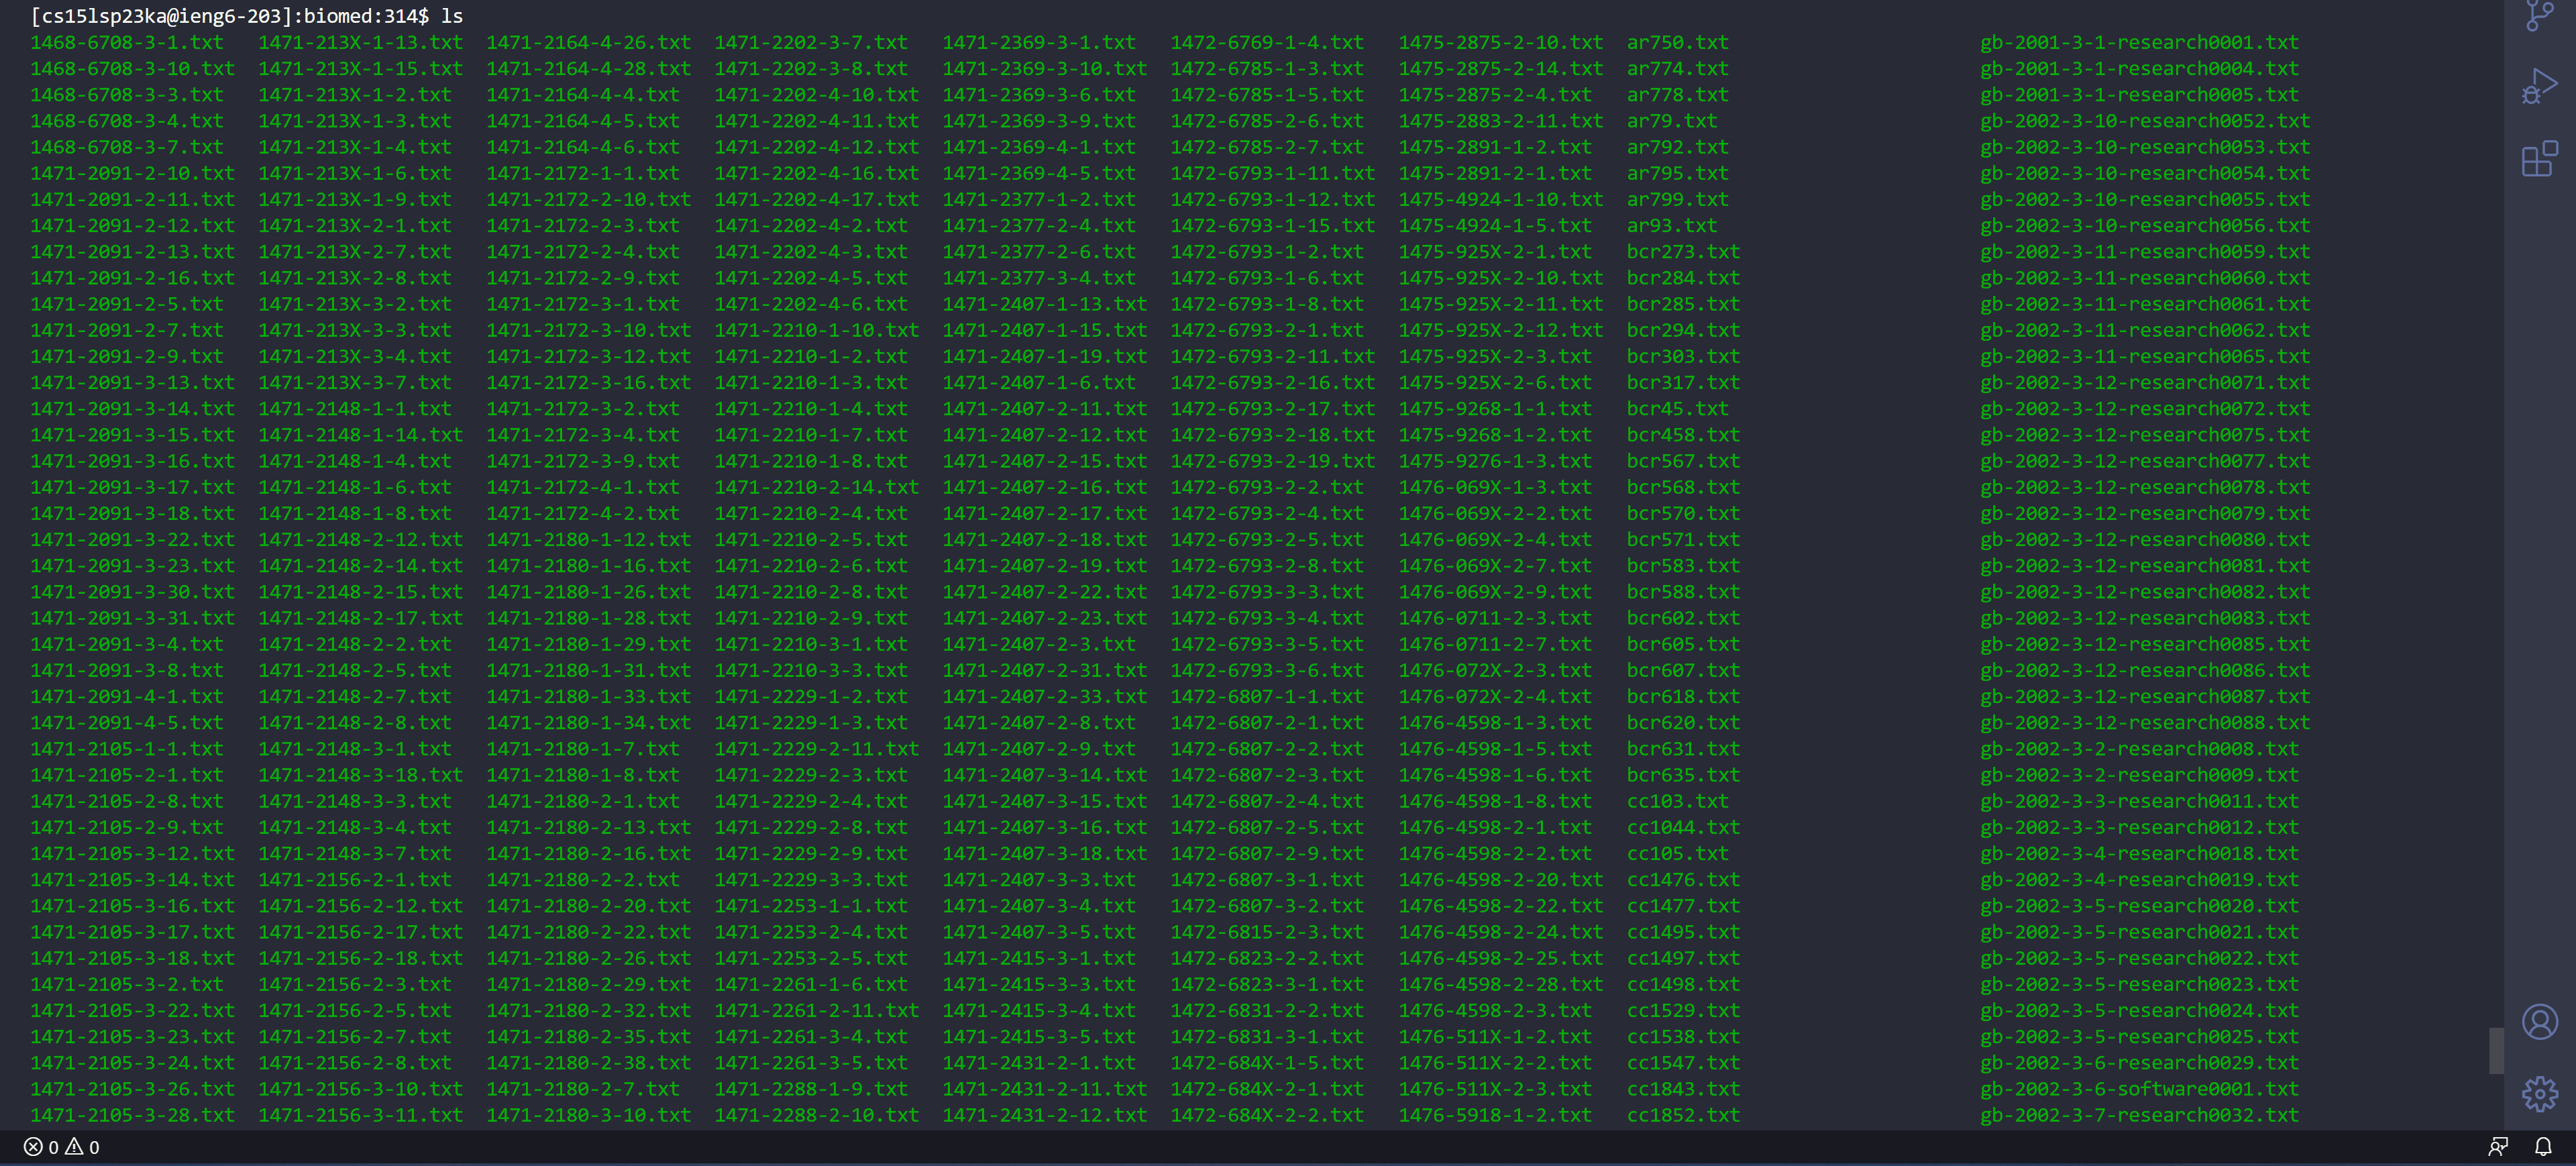 [cs15lsp23ka@ieng6-203]:biomed:314$ ls
1468-6708-3-1.txt 1471-213X-1-13.txt 1471-2164-4-26.txt 1471-2202-3-7.txt 1471-2369-3-1.txt 1472-6769-1-4.txt 1475-2875-2-10.txt ar750.txt gb-2001-3-1-research0001.txt
1468-6708-3-10.txt 1471-213X-1-15.txt 1471-2164-4-28.txt 1471-2202-3-8.txt 1471-2369-3-10.txt 1472-6785-1-3.txt 1475-2875-2-14.txt ar774.txt gb-2001-3-1-research0004.txt
1468-6708-3-3.txt 1471-213X-1-2.txt 1471-2164-4-4.txt 1471-2202-4-10.txt 1471-2369-3-6.txt 1472-6785-1-5.txt 1475-2875-2-4.txt ar778.txt gb-2001-3-1-research0005.txt
1468-6708-3-4.txt 1471-213X-1-3.txt 1471-2164-4-5.txt 1471-2202-4-11.txt 1471-2369-3-9.txt 1472-6785-2-6.txt 1475-2883-2-11.txt ar79.txt gb-2002-3-10-research0052.txt
1468-6708-3-7.txt 1471-213X-1-4.txt 1471-2164-4-6.txt 1471-2202-4-12.txt 1471-2369-4-1.txt 1472-6785-2-7.txt 1475-2891-1-2.txt ar792.txt gb-2002-3-10-research0053.txt
1471-2091-2-10.txt 1471-213X-1-6.txt 1471-2172-1-1.txt 1471-2202-4-16.txt 1471-2369-4-5.txt 1472-6793-1-11.txt 1475-2891-2-1.txt ar795.txt gb-2002-3-10-research0054.txt
1471-2091-2-11.txt 1471-213X-1-9.txt 1471-2172-2-10.txt 1471-2202-4-17.txt 1471-2377-1-2.txt 1472-6793-1-12.txt 1475-4924-1-10.txt ar799.txt gb-2002-3-10-research0055.txt
1471-2091-2-12.txt 1471-213X-2-1.txt 1471-2172-2-3.txt 1471-2202-4-2.txt 1471-2377-2-4.txt 1472-6793-1-15.txt 1475-4924-1-5.txt ar93.txt gb-2002-3-10-research0056.txt
1471-2091-2-13.txt 1471-213X-2-7.txt 1471-2172-2-4.txt 1471-2202-4-3.txt 1471-2377-2-6.txt 1472-6793-1-2.txt 1475-925X-2-1.txt bcr273.txt gb-2002-3-11-research0059.txt
1471-2091-2-16.txt 1471-213X-2-8.txt 1471-2172-2-9.txt 1471-2202-4-5.txt 1471-2377-3-4.txt 1472-6793-1-6.txt 1475-925X-2-10.txt bcr284.txt gb-2002-3-11-research0060.txt
1471-2091-2-5.txt 1471-213X-3-2.txt 1471-2172-3-1.txt 1471-2202-4-6.txt 1471-2407-1-13.txt 1472-6793-1-8.txt 1475-925X-2-11.txt bcr285.txt gb-2002-3-11-research0061.txt
1471-2091-2-7.txt 1471-213X-3-3.txt 1471-2172-3-10.txt 1471-2210-1-10.txt 1471-2407-1-15.txt 1472-6793-2-1.txt 1475-925X-2-12.txt bcr294.txt gb-2002-3-11-research0062.txt
1471-2091-2-9.txt 1471-213X-3-4.txt 1471-2172-3-12.txt 1471-2210-1-2.txt 1471-2407-1-19.txt 1472-6793-2-11.txt 1475-925X-2-3.txt bcr303.txt gb-2002-3-11-research0065.txt
1471-2091-3-13.txt 1471-213X-3-7.txt 1471-2172-3-16.txt 1471-2210-1-3.txt 1471-2407-1-6.txt 1472-6793-2-16.txt 1475-925X-2-6.txt bcr317.txt gb-2002-3-12-research0071.txt
1471-2091-3-14.txt 1471-2148-1-1.txt 1471-2172-3-2.txt 1471-2210-1-4.txt 1471-2407-2-11.txt 1472-6793-2-17.txt 1475-9268-1-1.txt bcr45.txt gb-2002-3-12-research0072.txt
1471-2091-3-15.txt 1471-2148-1-14.txt 1471-2172-3-4.txt 1471-2210-1-7.txt 1471-2407-2-12.txt 1472-6793-2-18.txt 1475-9268-1-2.txt bcr458.txt gb-2002-3-12-research0075.txt
1471-2091-3-16.txt 1471-2148-1-4.txt 1471-2172-3-9.txt 1471-2210-1-8.txt 1471-2407-2-15.txt 1472-6793-2-19.txt 1475-9276-1-3.txt bcr567.txt gb-2002-3-12-research0077.txt
1471-2091-3-17.txt 1471-2148-1-6.txt 1471-2172-4-1.txt 1471-2210-2-14.txt 1471-2407-2-16.txt 1472-6793-2-2.txt 1476-069X-1-3.txt bcr568.txt gb-2002-3-12-research0078.txt
1471-2091-3-18.txt 1471-2148-1-8.txt 1471-2172-4-2.txt 1471-2210-2-4.txt 1471-2407-2-17.txt 1472-6793-2-4.txt 1476-069X-2-2.txt bcr570.txt gb-2002-3-12-research0079.txt
1471-2091-3-22.txt 1471-2148-2-12.txt 1471-2180-1-12.txt 1471-2210-2-5.txt 1471-2407-2-18.txt 1472-6793-2-5.txt 1476-069X-2-4.txt bcr571.txt gb-2002-3-12-research0080.txt
1471-2091-3-23.txt 1471-2148-2-14.txt 1471-2180-1-16.txt 1471-2210-2-6.txt 1471-2407-2-19.txt 1472-6793-2-8.txt 1476-069X-2-7.txt bcr583.txt gb-2002-3-12-research0081.txt
1471-2091-3-30.txt 1471-2148-2-15.txt 1471-2180-1-26.txt 1471-2210-2-8.txt 1471-2407-2-22.txt 1472-6793-3-3.txt 1476-069X-2-9.txt bcr588.txt gb-2002-3-12-research0082.txt
1471-2091-3-31.txt 1471-2148-2-17.txt 1471-2180-1-28.txt 1471-2210-2-9.txt 1471-2407-2-23.txt 1472-6793-3-4.txt 1476-0711-2-3.txt bcr602.txt gb-2002-3-12-research0083.txt
1471-2091-3-4.txt 1471-2148-2-2.txt 1471-2180-1-29.txt 1471-2210-3-1.txt 1471-2407-2-3.txt 1472-6793-3-5.txt 1476-0711-2-7.txt bcr605.txt gb-2002-3-12-research0085.txt
1471-2091-3-8.txt 1471-2148-2-5.txt 1471-2180-1-31.txt 1471-2210-3-3.txt 1471-2407-2-31.txt 1472-6793-3-6.txt 1476-072X-2-3.txt bcr607.txt gb-2002-3-12-research0086.txt
1471-2091-4-1.txt 1471-2148-2-7.txt 1471-2180-1-33.txt 1471-2229-1-2.txt 1471-2407-2-33.txt 1472-6807-1-1.txt 1476-072X-2-4.txt bcr618.txt gb-2002-3-12-research0087.txt
1471-2091-4-5.txt 1471-2148-2-8.txt 1471-2180-1-34.txt 1471-2229-1-3.txt 1471-2407-2-8.txt 1472-6807-2-1.txt 1476-4598-1-3.txt bcr620.txt gb-2002-3-12-research0088.txt
1471-2105-1-1.txt 1471-2148-3-1.txt 1471-2180-1-7.txt 1471-2229-2-11.txt 1471-2407-2-9.txt 1472-6807-2-2.txt 1476-4598-1-5.txt bcr631.txt gb-2002-3-2-research0008.txt
1471-2105-2-1.txt 1471-2148-3-18.txt 1471-2180-1-8.txt 1471-2229-2-3.txt 1471-2407-3-14.txt 1472-6807-2-3.txt 1476-4598-1-6.txt bcr635.txt gb-2002-3-2-research0009.txt
1471-2105-2-8.txt 1471-2148-3-3.txt 1471-2180-2-1.txt 1471-2229-2-4.txt 1471-2407-3-15.txt 1472-6807-2-4.txt 1476-4598-1-8.txt cc103.txt gb-2002-3-3-research0011.txt
1471-2105-2-9.txt 1471-2148-3-4.txt 1471-2180-2-13.txt 1471-2229-2-8.txt 1471-2407-3-16.txt 1472-6807-2-5.txt 1476-4598-2-1.txt cc1044.txt gb-2002-3-3-research0012.txt
1471-2105-3-12.txt 1471-2148-3-7.txt 1471-2180-2-16.txt 1471-2229-2-9.txt 1471-2407-3-18.txt 1472-6807-2-9.txt 1476-4598-2-2.txt cc105.txt gb-2002-3-4-research0018.txt
1471-2105-3-14.txt 1471-2156-2-1.txt 1471-2180-2-2.txt 1471-2229-3-3.txt 1471-2407-3-3.txt 1472-6807-3-1.txt 1476-4598-2-20.txt cc1476.txt gb-2002-3-4-research0019.txt
1471-2105-3-16.txt 1471-2156-2-12.txt 1471-2180-2-20.txt 1471-2253-1-1.txt 1471-2407-3-4.txt 1472-6807-3-2.txt 1476-4598-2-22.txt cc1477.txt gb-2002-3-5-research0020.txt
1471-2105-3-17.txt 1471-2156-2-17.txt 1471-2180-2-22.txt 1471-2253-2-4.txt 1471-2407-3-5.txt 1472-6815-2-3.txt 1476-4598-2-24.txt cc1495.txt gb-2002-3-5-research0021.txt
1471-2105-3-18.txt 1471-2156-2-18.txt 1471-2180-2-26.txt 1471-2253-2-5.txt 1471-2415-3-1.txt 1472-6823-2-2.txt 1476-4598-2-25.txt cc1497.txt gb-2002-3-5-research0022.txt
1471-2105-3-2.txt 1471-2156-2-3.txt 1471-2180-2-29.txt 1471-2261-1-6.txt 1471-2415-3-3.txt 1472-6823-3-1.txt 1476-4598-2-28.txt cc1498.txt gb-2002-3-5-research0023.txt
1471-2105-3-22.txt 1471-2156-2-5.txt 1471-2180-2-32.txt 1471-2261-2-11.txt 1471-2415-3-4.txt 1472-6831-2-2.txt 1476-4598-2-3.txt cc1529.txt gb-2002-3-5-research0024.txt
1471-2105-3-23.txt 1471-2156-2-7.txt 1471-2180-2-35.txt 1471-2261-3-4.txt 1471-2415-3-5.txt 1472-6831-3-1.txt 1476-511X-1-2.txt cc1538.txt gb-2002-3-5-research0025.txt
1471-2105-3-24.txt 1471-2156-2-8.txt 1471-2180-2-38.txt 1471-2261-3-5.txt 1471-2431-2-1.txt 1472-684X-1-5.txt 1476-511X-2-2.txt cc1547.txt gb-2002-3-6-research0029.txt
1471-2105-3-26.txt 1471-2156-3-10.txt 1471-2180-2-7.txt 1471-2288-1-9.txt 1471-2431-2-11.txt 1472-684X-2-1.txt 1476-511X-2-3.txt cc1843.txt gb-2002-3-6-software0001.txt
1471-2105-3-28.txt 1471-2156-3-11.txt 1471-2180-3-10.txt 1471-2288-2-10.txt 1471-2431-2-12.txt 1472-684X-2-2.txt 1476-5918-1-2.txt cc1852.txt gb-2002-3-7-research0032.txt
0 0